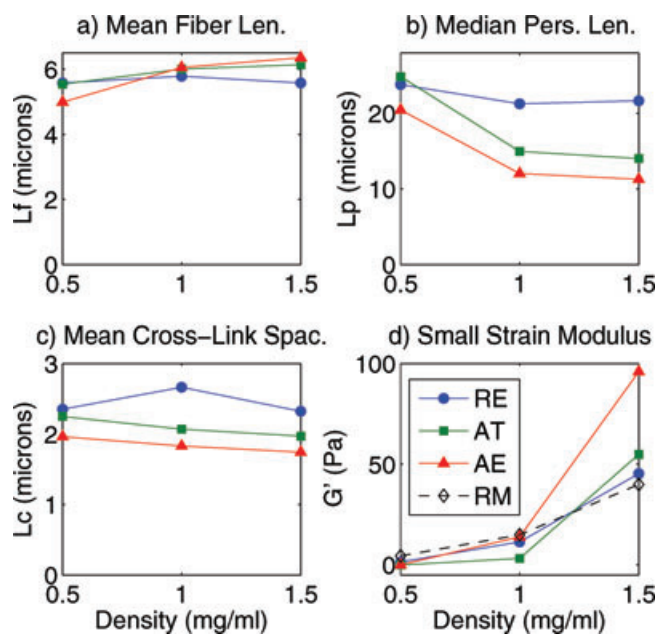 a) Mean Fiber Len.
b) Median Pers. Len.
Lf (microns)
6
4
2
0
0.5
1
1.5
Lp (microns)
20
10
0
0.5
1
1.5
c) Mean Cross-Link Spac.
d) Small Strain Modulus
Lc (microns)
3
2
1
0
0.5
1
1.5
Density (mg/ml)
G' (Pa)
100
50
0
RE
AT
AE
RM
0.5
1
1.5
Density (mg/ml)